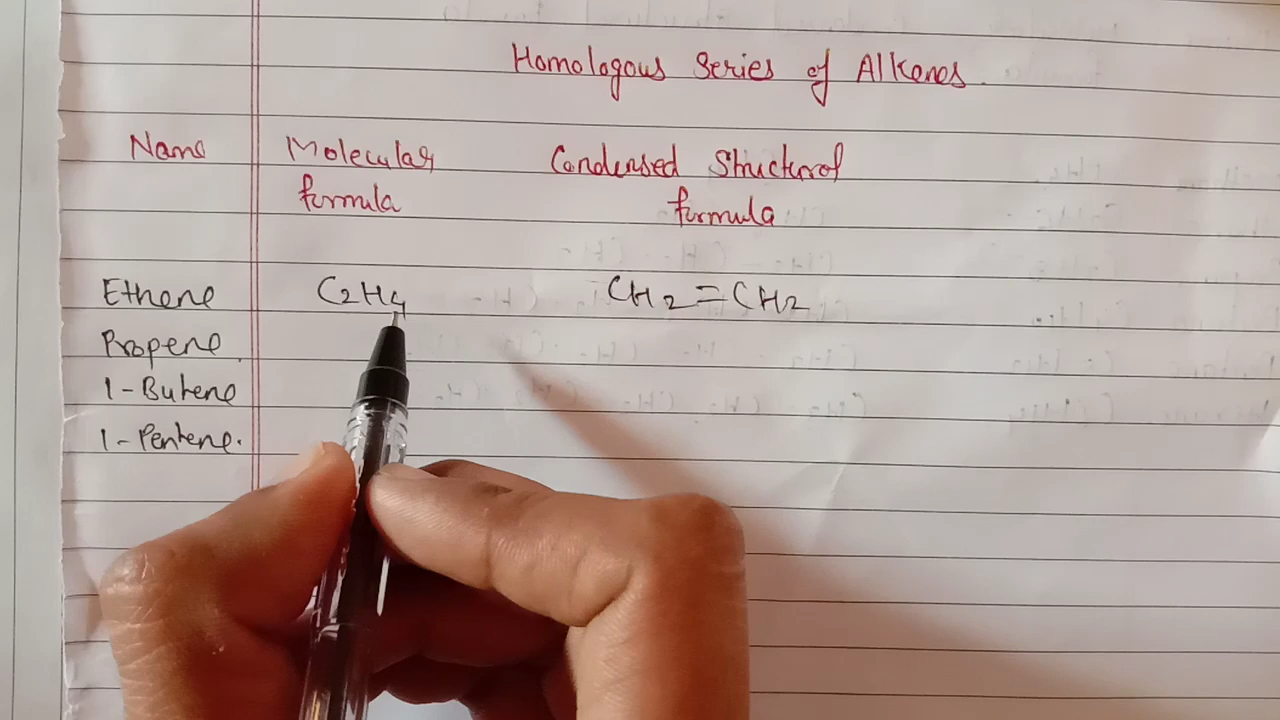 Homologous Series of Alkenes.
Name Molecular Condensed Structural
formula formula
Ethene C2H4 CH2=CH2
Propene
1-Butene
1-Pentene.